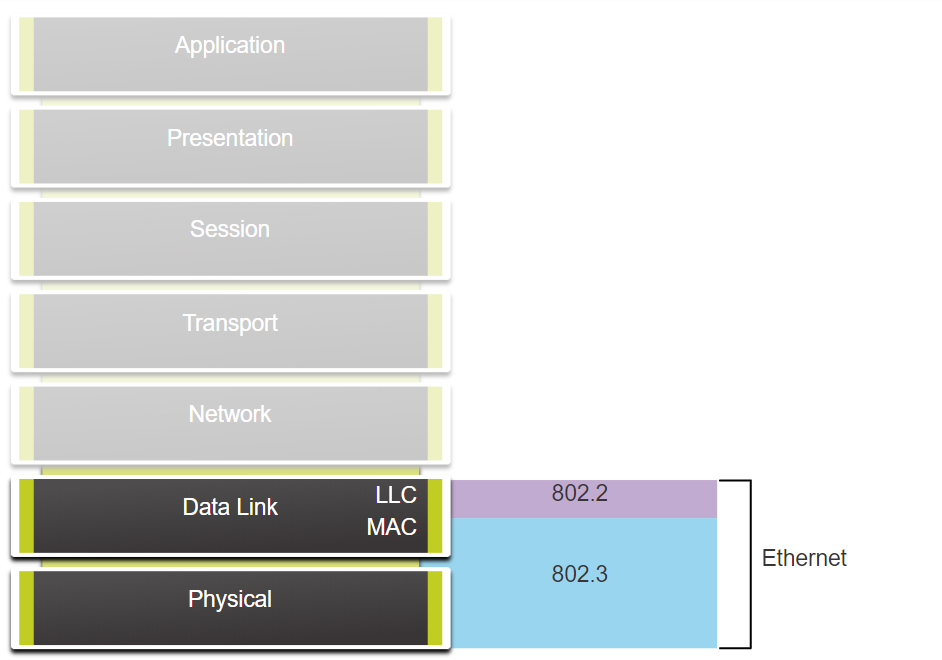 Application
Presentation
Session
Transport
Network
Data Link
LLC
MAC
802.2
802.3
Ethernet
Physical